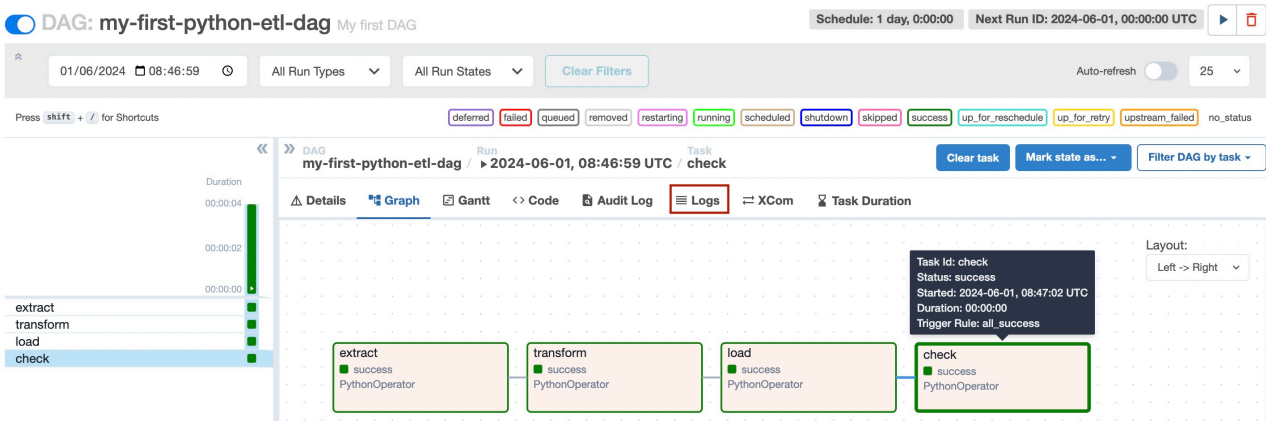 DAG: my-first-python-etl-dag My first DAG
Schedule: 1 day, 0:00:00 Next Run ID: 2024-06-01, 00:00:00 UTC
01/06/2024 08:46:59 All Run Types All Run States Clear Filters Auto-refresh 25
Press shift + / for Shortcuts
deferred failed queued removed restarting running scheduled shutdown skipped success up_for_reschedule up_for_retry upstream_failed no_status
DAG Run Task
my-first-python-etl-dag / 2024-06-01, 08:46:59 UTC / check
Clear task Mark state as... Filter DAG by task
Duration
00:00:04
00:00:02
00:00:00
extract
transform
load
check
Details Graph Gantt <> Code Audit Log Logs XCom Task Duration
Layout:
Left -> Right
Task Id: check
Status: success
Started: 2024-06-01, 08:47:02 UTC
Duration: 00:00:00
Trigger Rule: all_success
extract
success
PythonOperator
transform
success
PythonOperator
load
success
PythonOperator
check
success
PythonOperator